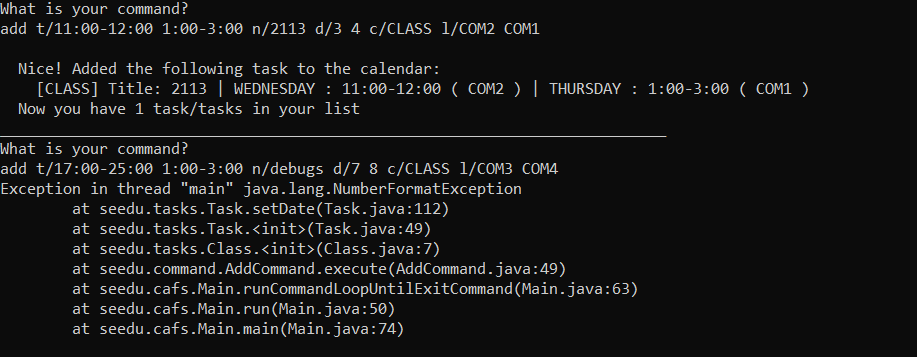 What is your command?
add t/11:00-12:00 1:00-3:00 n/2113 d/3 4 c/CLASS l/COM2 COM1
Nice! Added the following task to the calendar:
[CLASS] Title: 2113 | WEDNESDAY : 11:00-12:00 ( COM2 ) | THURSDAY : 1:00-3:00 ( COM1 )
Now you have 1 task/tasks in your list
What is your command?
add t/17:00-25:00 1:00-3:00 n/debugs d/7 8 c/CLASS l/COM3 COM4
Exception in thread "main" java.lang.NumberFormatException
at seedu.tasks.Task.setDate(Task.java:112)
at seedu.tasks.Task.<init>(Task.java:49)
at seedu.tasks.Class.<init>(Class.java:7)
at seedu.command.AddCommand.execute(AddCommand.java:49)
at seedu.cafs.Main.runCommandLoopUntilExitCommand(Main.java:63)
at seedu.cafs.Main.run(Main.java:50)
at seedu.cafs.Main.main(Main.java:74)